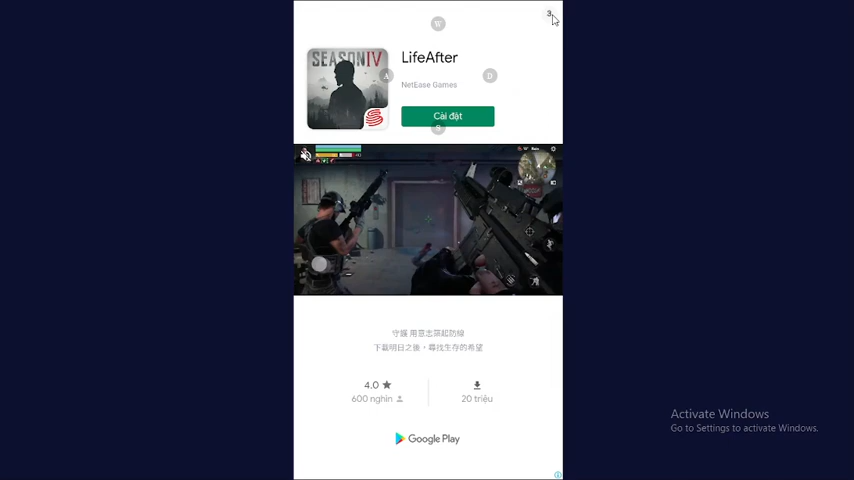 3
W
SEASON IV
LifeAfter
A
D
NetEase Games
Cài đặt
S
守護 用意志築起防線
下載明日之後，尋找生存的希望
4.0 ★
600 nghìn
20 triệu
Google Play
Activate Windows
Go to Settings to activate Windows.